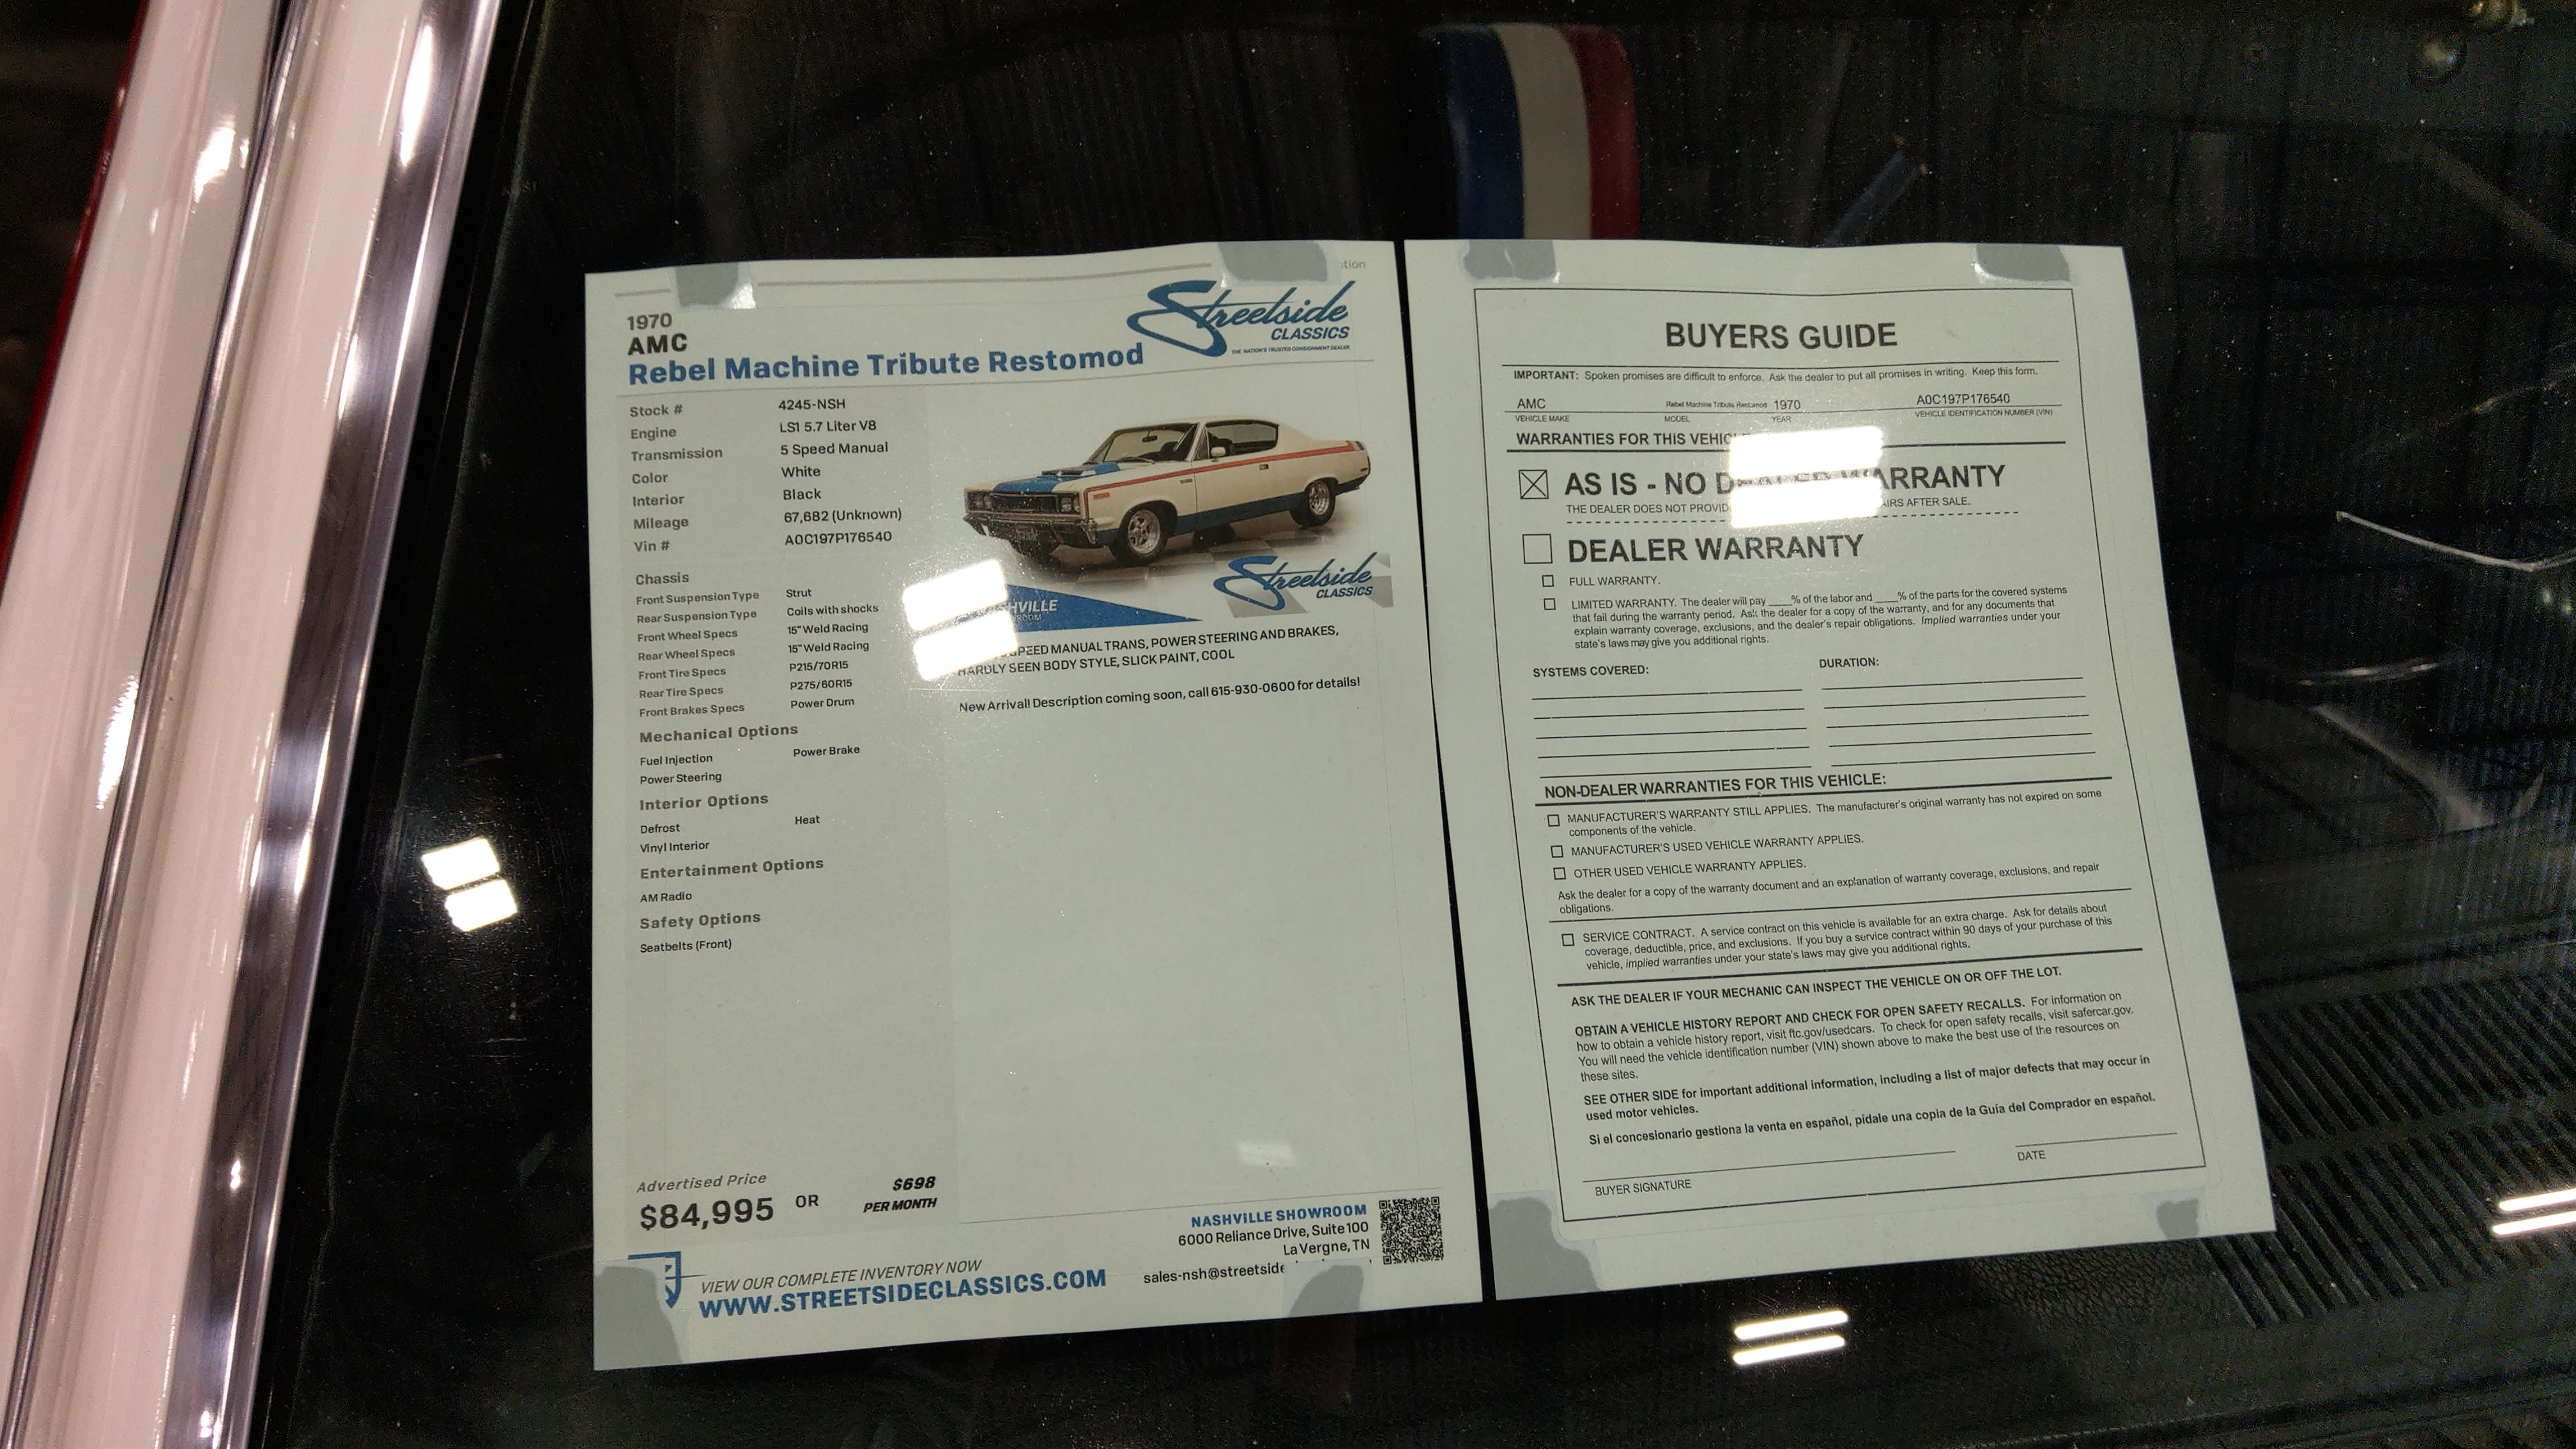 tion
1970
AMC
Rebel Machine Tribute Restomod
Streetside
CLASSICS
THE NATION'S TRUSTED CONSIGNMENT DEALER
Stock # 4245-NSH
Engine LS1 5.7 Liter V8
Transmission 5 Speed Manual
Color White
Interior Black
Mileage 67,682 (Unknown)
Vin # A0C197P176540
Chassis
Front Suspension Type Strut
Rear Suspension Type Coils with shocks
Front Wheel Specs 15" Weld Racing
Rear Wheel Specs 15" Weld Racing
Front Tire Specs P215/70R15
Rear Tire Specs P275/60R15
Front Brakes Specs Power Drum
Mechanical Options
Fuel Injection Power Brake
Power Steering
Interior Options
Defrost Heat
Vinyl Interior
Entertainment Options
AM Radio
Safety Options
Seatbelts (Front)
Streetside
CLASSICS
SPEED MANUAL TRANS, POWER STEERING AND BRAKES,
HARDLY SEEN BODY STYLE, SLICK PAINT, COOL
New Arrival! Description coming soon, call 615-930-0600 for details!
Advertised Price
$84,995 OR $698
PER MONTH
VIEW OUR COMPLETE INVENTORY NOW
WWW.STREETSIDECLASSICS.COM
NASHVILLE SHOWROOM
6000 Reliance Drive, Suite 100
La Vergne, TN
sales-nsh@streetside
BUYERS GUIDE
IMPORTANT: Spoken promises are difficult to enforce. Ask the dealer to put all promises in writing. Keep this form.
AMC Rebel Machine Tribute Restomod 1970 A0C197P176540
VEHICLE MAKE MODEL YEAR VEHICLE IDENTIFICATION NUMBER (VIN)
WARRANTIES FOR THIS VEHIC
AS IS - NO DEALER WARRANTY
THE DEALER DOES NOT PROVID AIRS AFTER SALE.
DEALER WARRANTY
FULL WARRANTY.
LIMITED WARRANTY. The dealer will pay ____% of the labor and ____% of the parts for the covered systems
that fail during the warranty period. Ask the dealer for a copy of the warranty, and for any documents that
explain warranty coverage, exclusions, and the dealer's repair obligations. Implied warranties under your
state's laws may give you additional rights.
SYSTEMS COVERED: DURATION:
NON-DEALER WARRANTIES FOR THIS VEHICLE:
MANUFACTURER'S WARRANTY STILL APPLIES. The manufacturer's original warranty has not expired on some
components of the vehicle.
MANUFACTURER'S USED VEHICLE WARRANTY APPLIES.
OTHER USED VEHICLE WARRANTY APPLIES.
Ask the dealer for a copy of the warranty document and an explanation of warranty coverage, exclusions, and repair
obligations.
SERVICE CONTRACT. A service contract on this vehicle is available for an extra charge. Ask for details about
coverage, deductible, price, and exclusions. If you buy a service contract within 90 days of your purchase of this
vehicle, implied warranties under your state's laws may give you additional rights.
ASK THE DEALER IF YOUR MECHANIC CAN INSPECT THE VEHICLE ON OR OFF THE LOT.
OBTAIN A VEHICLE HISTORY REPORT AND CHECK FOR OPEN SAFETY RECALLS. For information on
how to obtain a vehicle history report, visit ftc.gov/usedcars. To check for open safety recalls, visit safercar.gov.
You will need the vehicle identification number (VIN) shown above to make the best use of the resources on
these sites.
SEE OTHER SIDE for important additional information, including a list of major defects that may occur in
used motor vehicles.
Si el concesionario gestiona la venta en español, pídale una copia de la Guía del Comprador en español.
BUYER SIGNATURE DATE